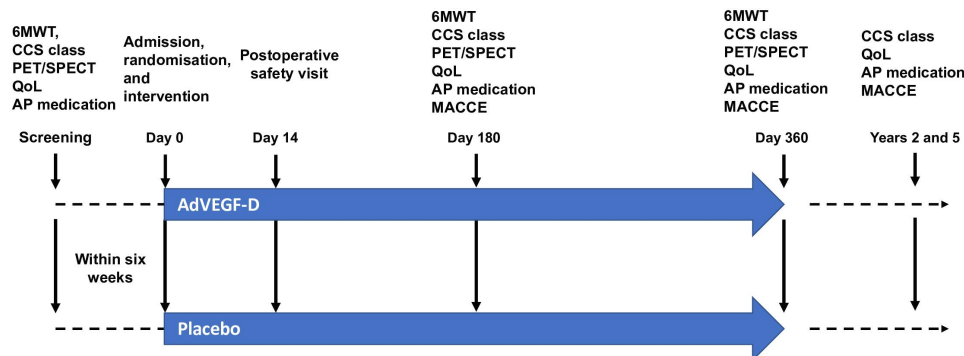 6MWT,
CCS class
PET/SPECT
QoL
AP medication
Screening
Admission,
randomisation,
and
intervention
Day 0
Postoperative
safety visit
Day 14
6MWT
CCS class
PET/SPECT
QoL
AP medication
MACCE
Day 180
6MWT
CCS class
PET/SPECT
QoL
AP medication
MACCE
Day 360
CCS class
QoL
AP medication
MACCE
Years 2 and 5
AdVEGF-D
Within six
weeks
Placebo